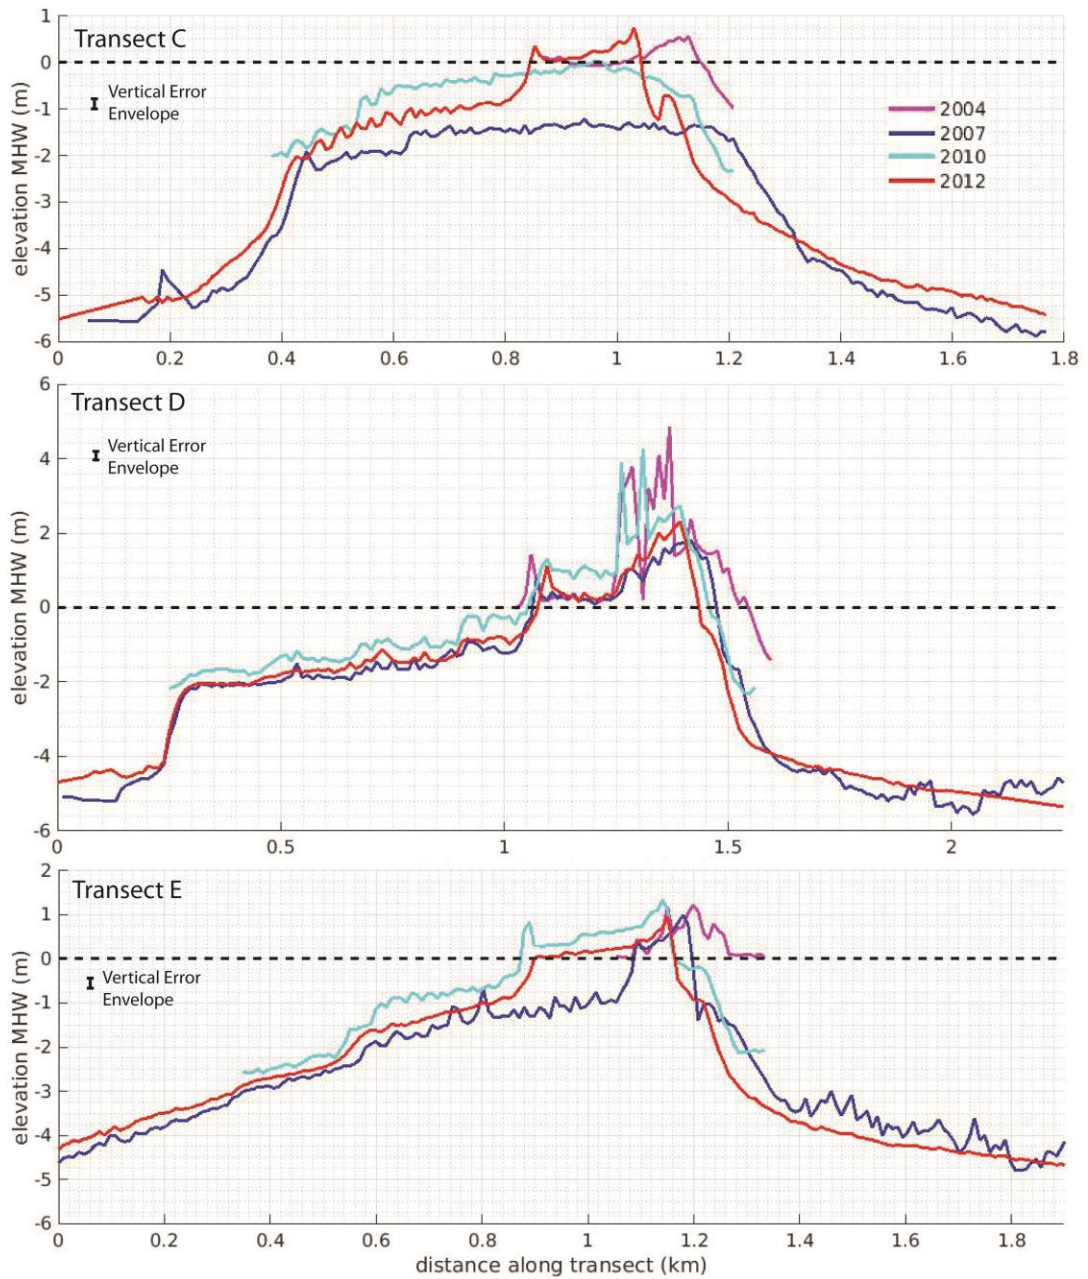 1
Transect C
0
Vertical Error
Envelope
-1
-2
-3
-4
-5
-6
elevation MHW (m)
2004
2007
2010
2012
0 0.2 0.4 0.6 0.8 1 1.2 1.4 1.6 1.8
6
Transect D
Vertical Error
Envelope
4
2
0
-2
-4
-6
elevation MHW (m)
0 0.5 1 1.5 2
2
Transect E
1
0
Vertical Error
Envelope
-1
-2
-3
-4
-5
-6
elevation MHW (m)
0 0.2 0.4 0.6 0.8 1 1.2 1.4 1.6 1.8
distance along transect (km)